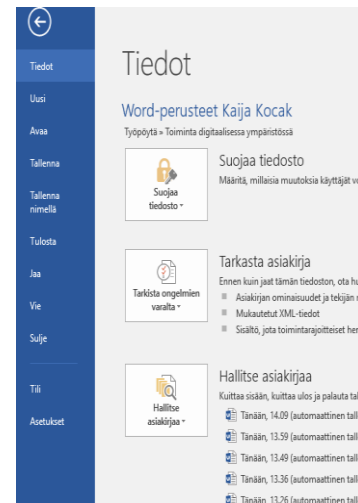 Tiedot
Uusi
Avaa
Tallenna
Tallenna
nimellä
Tulosta
Jaa
Vie
Sulje
Tili
Asetukset
Tiedot
Word-perusteet Kaija Kocak
Työpöytä » Toiminta digitaalisessa ympäristössä
Suojaa
tiedosto
Suojaa tiedosto
Määritä, millaisia muutoksia käyttäjät
Tarkista ongelmien
varalta
Tarkasta asiakirja
Ennen kuin jaat tämän tiedoston, ota
Asiakirjan ominaisuudet ja tekijän
Mukautetut XML-tiedot
Sisältö, jota toimintarajoitteiset
Hallitse
asiakirjaa
Hallitse asiakirjaa
Kuittaa sisään, kuittaa ulos ja palauta
Tänään, 14.09 (automaattinen
Tänään, 13.59 (automaattinen
Tänään, 13.49 (automaattinen
Tänään, 13.36 (automaattinen
Tänään, 13.26 (automaattinen